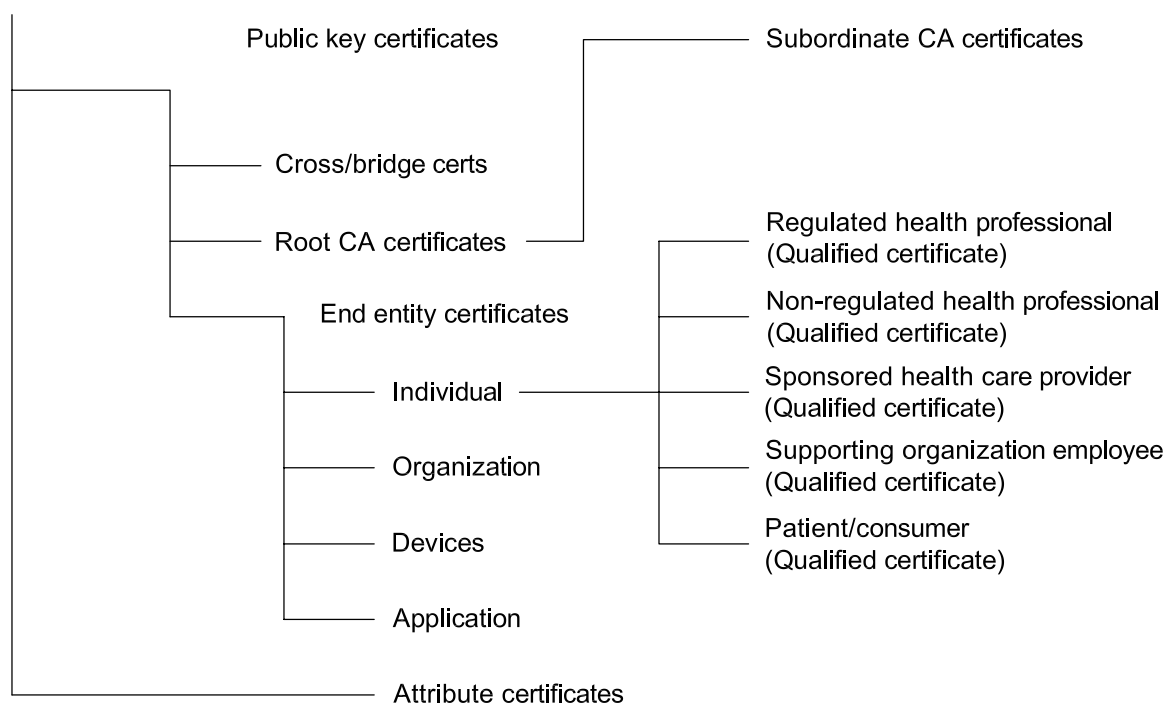 Public key certificates
Subordinate CA certificates
Cross/bridge certs
Root CA certificates
Regulated health professional
(Qualified certificate)
End entity certificates
Non-regulated health professional
(Qualified certificate)
Individual
Sponsored health care provider
(Qualified certificate)
Organization
Supporting organization employee
(Qualified certificate)
Devices
Patient/consumer
(Qualified certificate)
Application
Attribute certificates